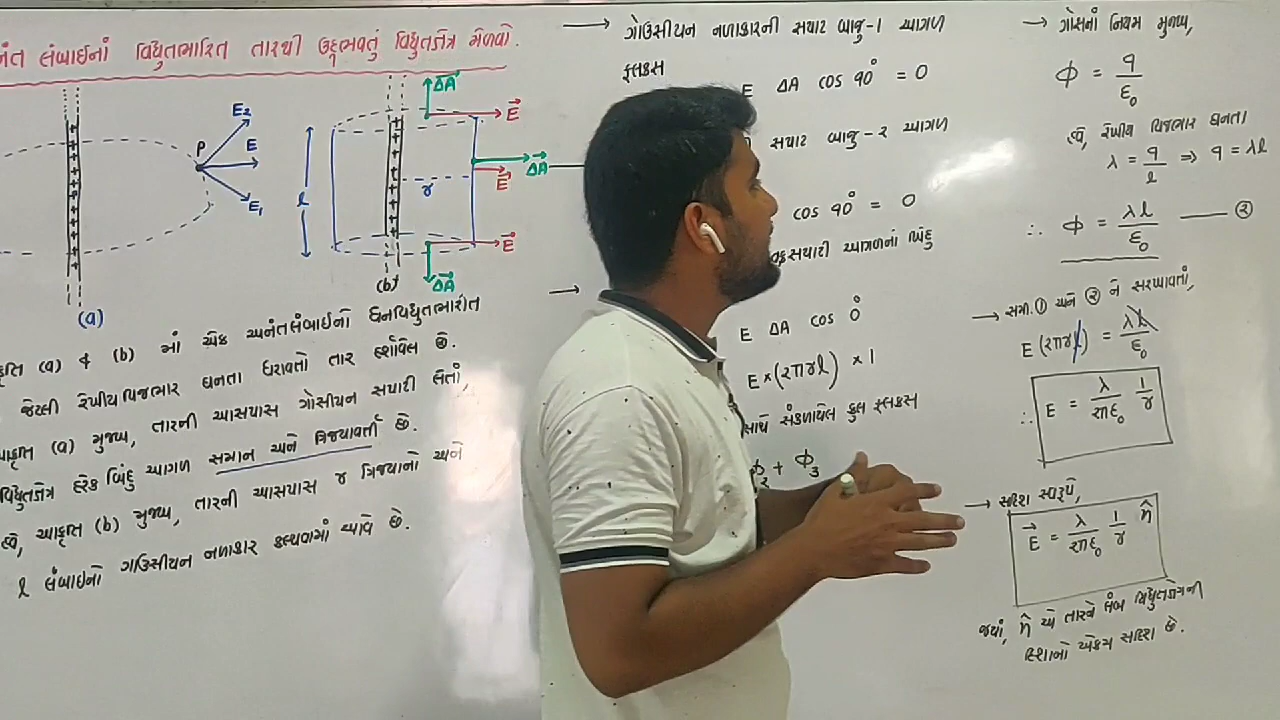 અનંત લંબાઈનાં વિદ્યુતભારિત તારથી ઉદ્ભવતું વિદ્યુતક્ષેત્ર મેળવો.
P
E2
E
E1
(a)
ΔA
E
l
r
ΔA
E
E
ΔA
(b)
આકૃતિ (a) & (b) માં એક અનંતલંબાઈનો ધનવિદ્યુતભારીત
જેટલી રેખીય વિજભાર ઘનતા ધરાવતો તાર દર્શાવેલ છે.
આકૃતિ (a) મુજબ, તારની આસપાસ ગોસીયન સપાટી લેતાં,
વિદ્યુતક્ષેત્ર દરેક બિંદુ આગળ સમાન અને ત્રિજ્યાવર્તી છે.
હવે, આકૃતિ (b) મુજબ, તારની આસપાસ r ત્રિજ્યાનો અને
l લંબાઈનો ગાઉસીયન નળાકાર કલ્પવામાં આવે છે.
→ ગાઉસીયન નળાકારની સપાટ બાજુ-1 આગળ
ફ્લક્સ
E ΔA cos 90° = 0
સપાટ બાજુ-ર આગળ
cos 90° = 0
→ વક્રસપાટી આગળનાં બિંદુ
E ΔA cos 0°
E × (2πrl) × 1
સાથે સંકળાયેલ કુલ ફ્લક્સ
ϕ2 + ϕ3
→ ગોસનાં નિયમ મુજબ,
ϕ = q/ε0
હવે, રેખીય વિજભાર ઘનતા
λ = q/l ⇒ q = λl
∴ ϕ = λl/ε0 —— ②
→ સમી.① અને ② ને સરખાવતાં,
E (2πrl) = λl/ε0
∴ E = λ/2πε0 1/r
→ સદિશ સ્વરૂપે,
E = λ/2πε0 1/r n̂
જ્યાં, n̂ એ તારને લંબ વિદ્યુતક્ષેત્રની
દિશાનો એકમ સદિશ છે.